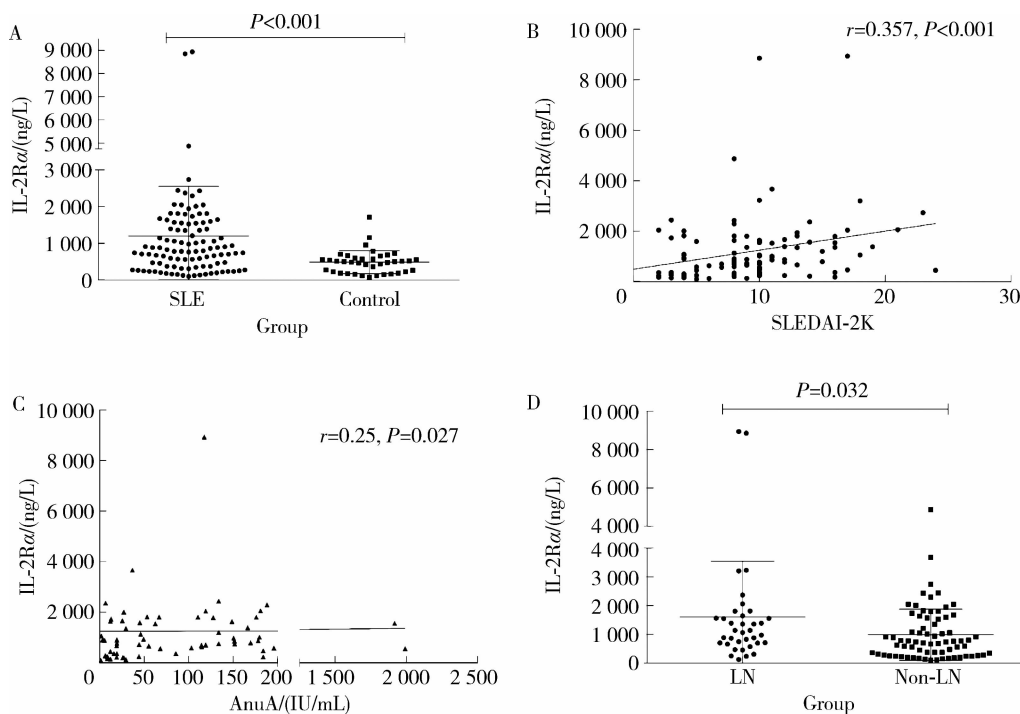 A
P<0.001
9 000
8 000
7 000
6 000
5 000
3 000
2 000
1 000
0
IL-2Rα/(ng/L)
SLE
Control
Group
B
r=0.357, P<0.001
10 000
8 000
6 000
4 000
2 000
0
IL-2Rα/(ng/L)
10
20
30
SLEDAI-2K
C
r=0.25, P=0.027
10 000
8 000
6 000
4 000
2 000
IL-2Rα/(ng/L)
0
50
100
150
200
1 500
2 000
2 500
AnuA/(IU/mL)
D
P=0.032
10 000
8 000
6 000
4 000
4 000
3 000
2 000
1 000
0
IL-2Rα/(ng/L)
LN
Non-LN
Group